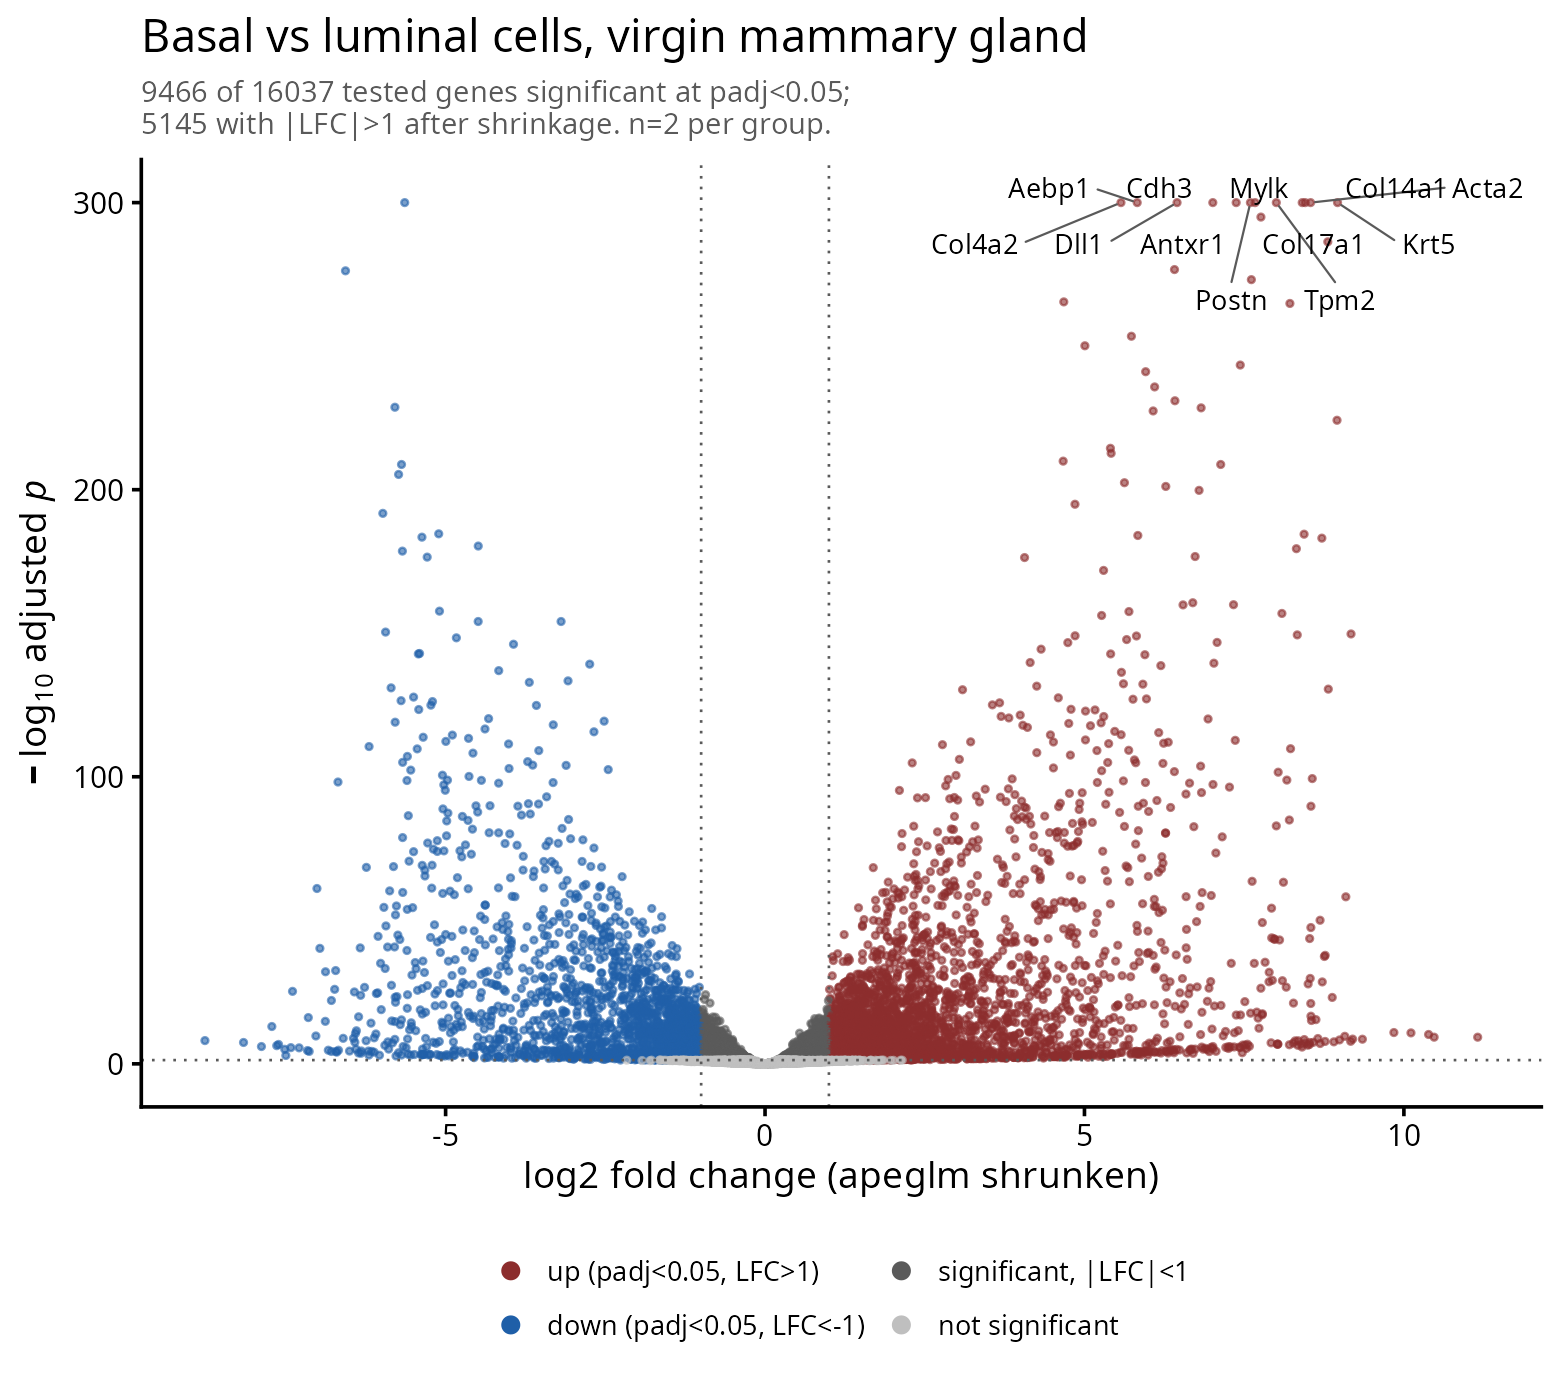 Basal vs luminal cells, virgin mammary gland
9466 of 16037 tested genes significant at padj<0.05;
5145 with |LFC|>1 after shrinkage. n=2 per group.
Aebp1 Cdh3 Mylk Col14a1 Acta2
Col4a2 Dll1 Antxr1 Col17a1 Krt5
Postn Tpm2
300
200
100
0
− log10 adjusted p
-5 0 5 10
log2 fold change (apeglm shrunken)
up (padj<0.05, LFC>1) significant, |LFC|<1
down (padj<0.05, LFC<-1) not significant